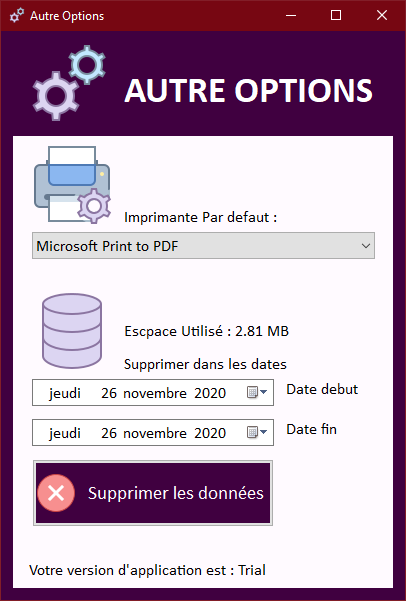 Autre Options
AUTRE OPTIONS
Imprimante Par defaut :
Microsoft Print to PDF
Escpace Utilisé : 2.81 MB
Supprimer dans les dates
jeudi 26 novembre 2020 Date debut
jeudi 26 novembre 2020 Date fin
Supprimer les données
Votre version d'application est : Trial